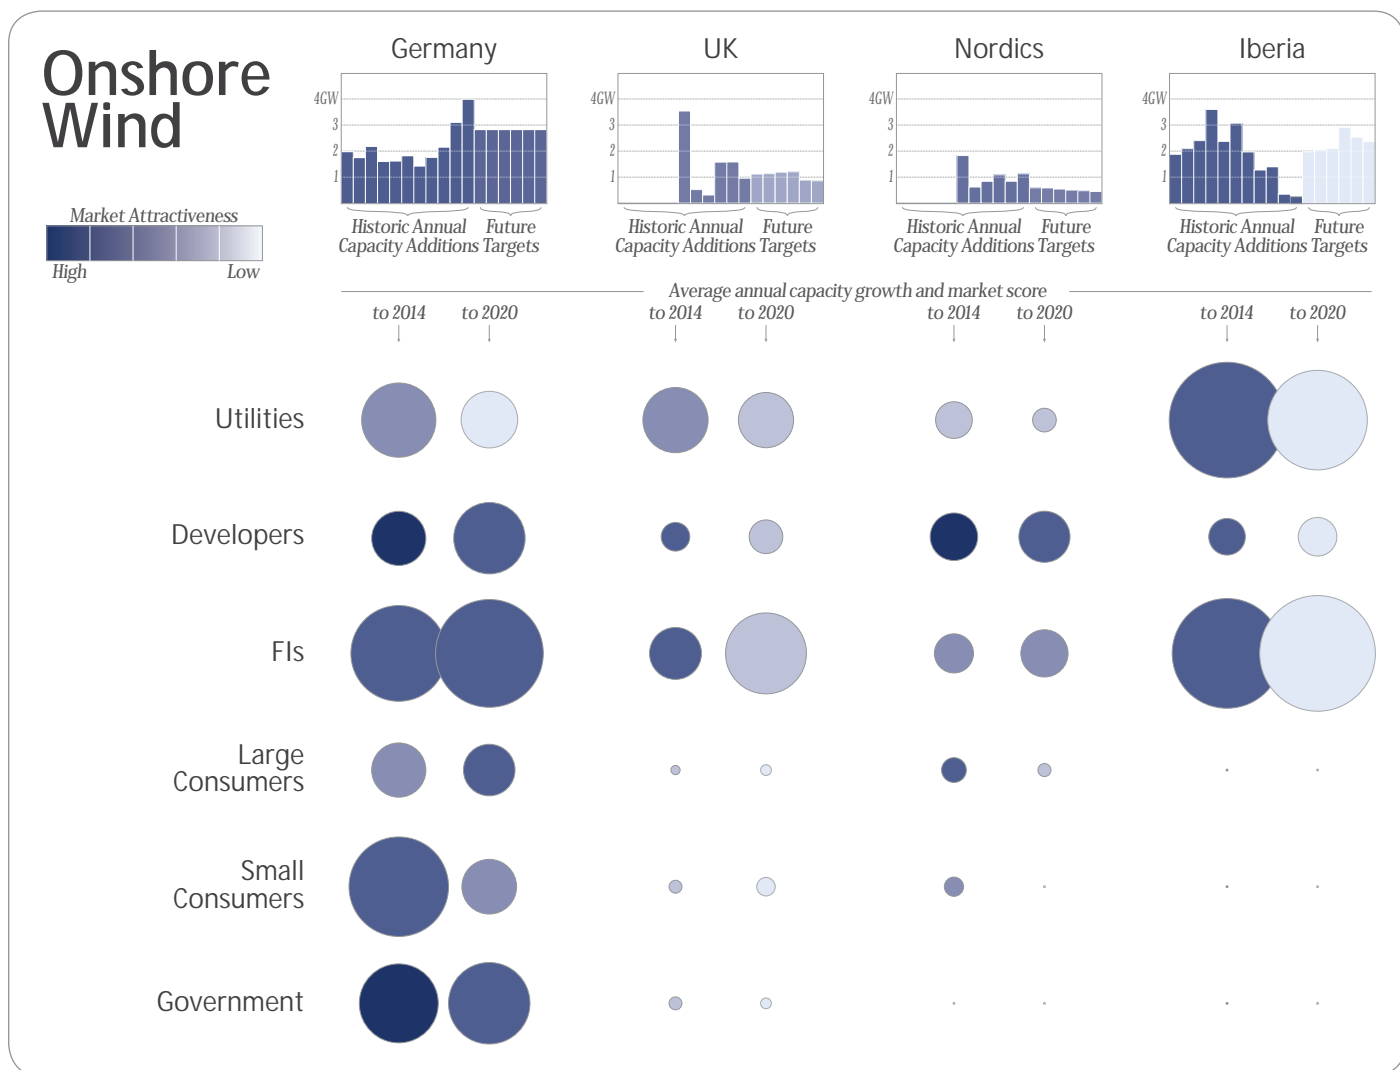 Onshore
Wind
Market Attractiveness
High
Low
Germany
4GW
3
2
1
Historic Annual
Capacity Additions
Future
Targets
UK
4GW
3
2
1
Historic Annual
Capacity Additions
Future
Targets
Nordics
4GW
3
2
1
Historic Annual
Capacity Additions
Future
Targets
Iberia
4GW
3
2
1
Historic Annual
Capacity Additions
Future
Targets
Average annual capacity growth and market score
to 2014
to 2020
to 2014
to 2020
to 2014
to 2020
to 2014
to 2020
Utilities
Developers
FIs
Large
Consumers
Small
Consumers
Government